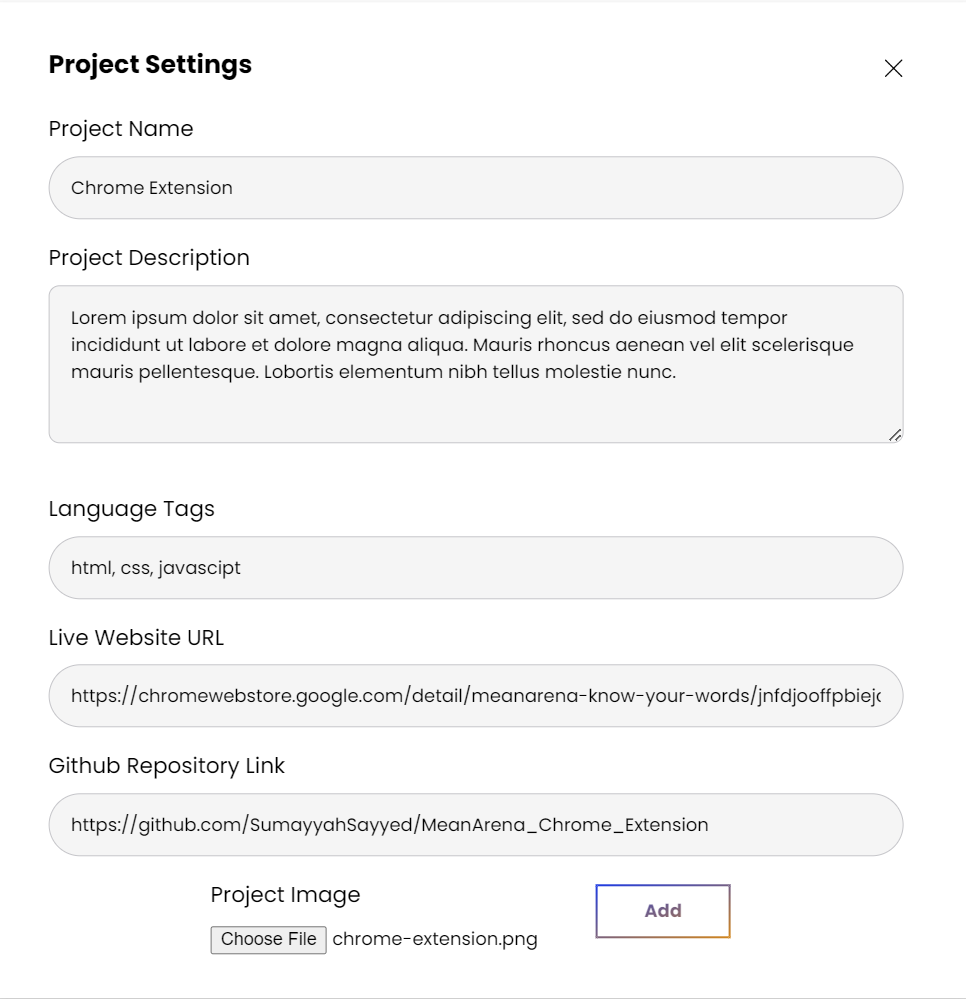 Project Settings
Project Name
Chrome Extension
Project Description
Lorem ipsum dolor sit amet, consectetur adipiscing elit, sed do eiusmod tempor
incididunt ut labore et dolore magna aliqua. Mauris rhoncus aenean vel elit scelerisque
mauris pellentesque. Lobortis elementum nibh tellus molestie nunc.
Language Tags
html, css, javascipt
Live Website URL
https://chromewebstore.google.com/detail/meanarena-know-your-words/jnfdjooffpbiej
Github Repository Link
https://github.com/SumayyahSayyed/MeanArena_Chrome_Extension
Project Image
Add
Choose File chrome-extension.png